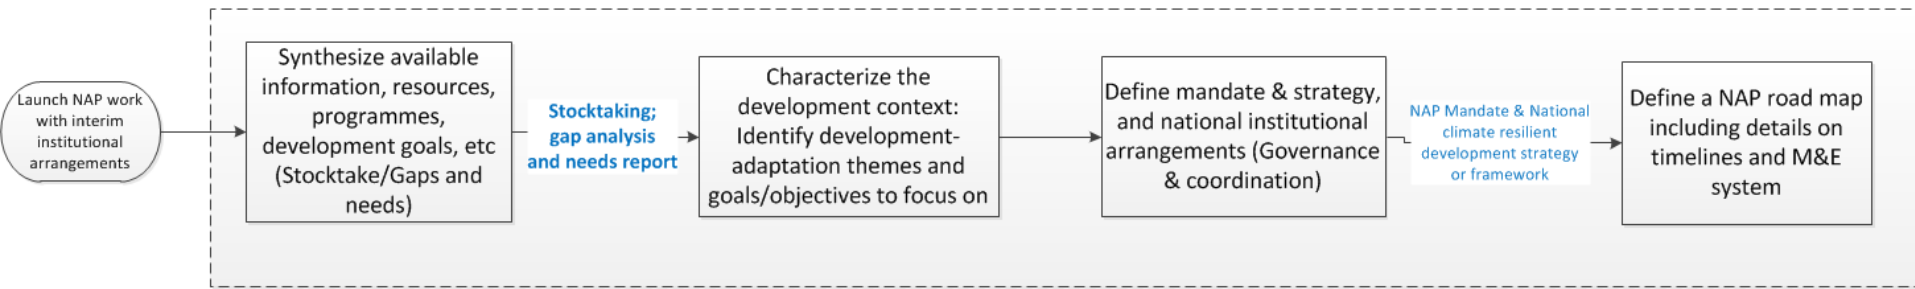 Launch NAP work
with interim
institutional
arrangements
Synthesize available
information, resources,
programmes,
development goals, etc
(Stocktake/Gaps and
needs)
Stocktaking;
gap analysis
and needs report
Characterize the
development context:
Identify development-
adaptation themes and
goals/objectives to focus on
Define mandate & strategy,
and national institutional
arrangements (Governance
& coordination)
NAP Mandate & National
climate resilient
development strategy
or framework
Define a NAP road map
including details on
timelines and M&E
system